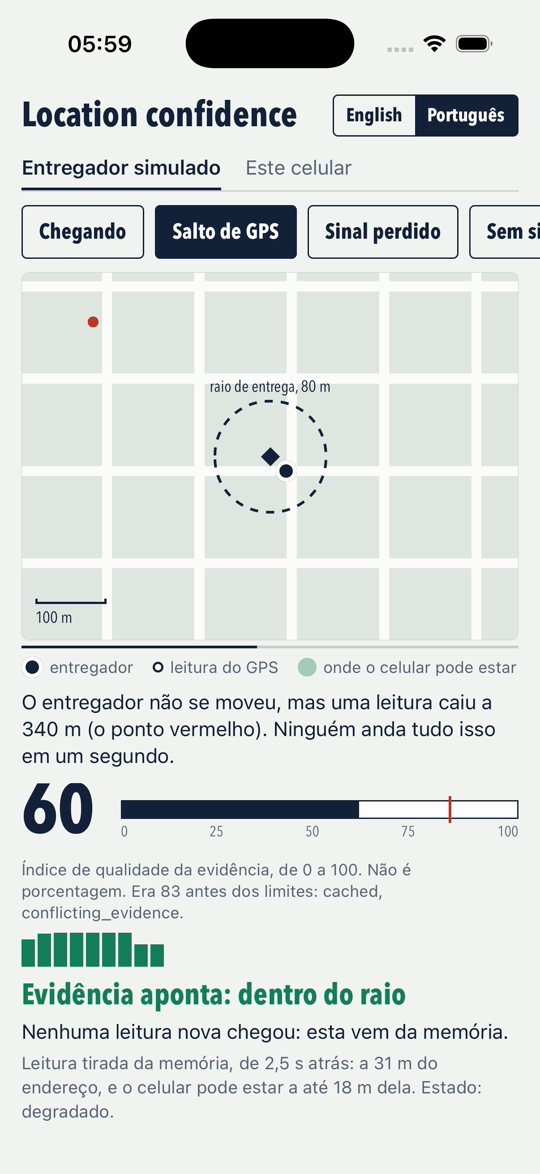 05:59
Location confidence
English
Português
Entregador simulado
Este celular
Chegando
Salto de GPS
Sinal perdido
Sem si
raio de entrega, 80 m
100 m
entregador
leitura do GPS
onde o celular pode estar
O entregador não se moveu, mas uma leitura caiu a
340 m (o ponto vermelho). Ninguém anda tudo isso
em um segundo.
60
0 25 50 75 100
Índice de qualidade da evidência, de 0 a 100. Não é
porcentagem. Era 83 antes dos limites: cached,
conflicting_evidence.
Evidência aponta: dentro do raio
Nenhuma leitura nova chegou: esta vem da memória.
Leitura tirada da memória, de 2,5 s atrás: a 31 m do
endereço, e o celular pode estar a até 18 m dela. Estado:
degradado.